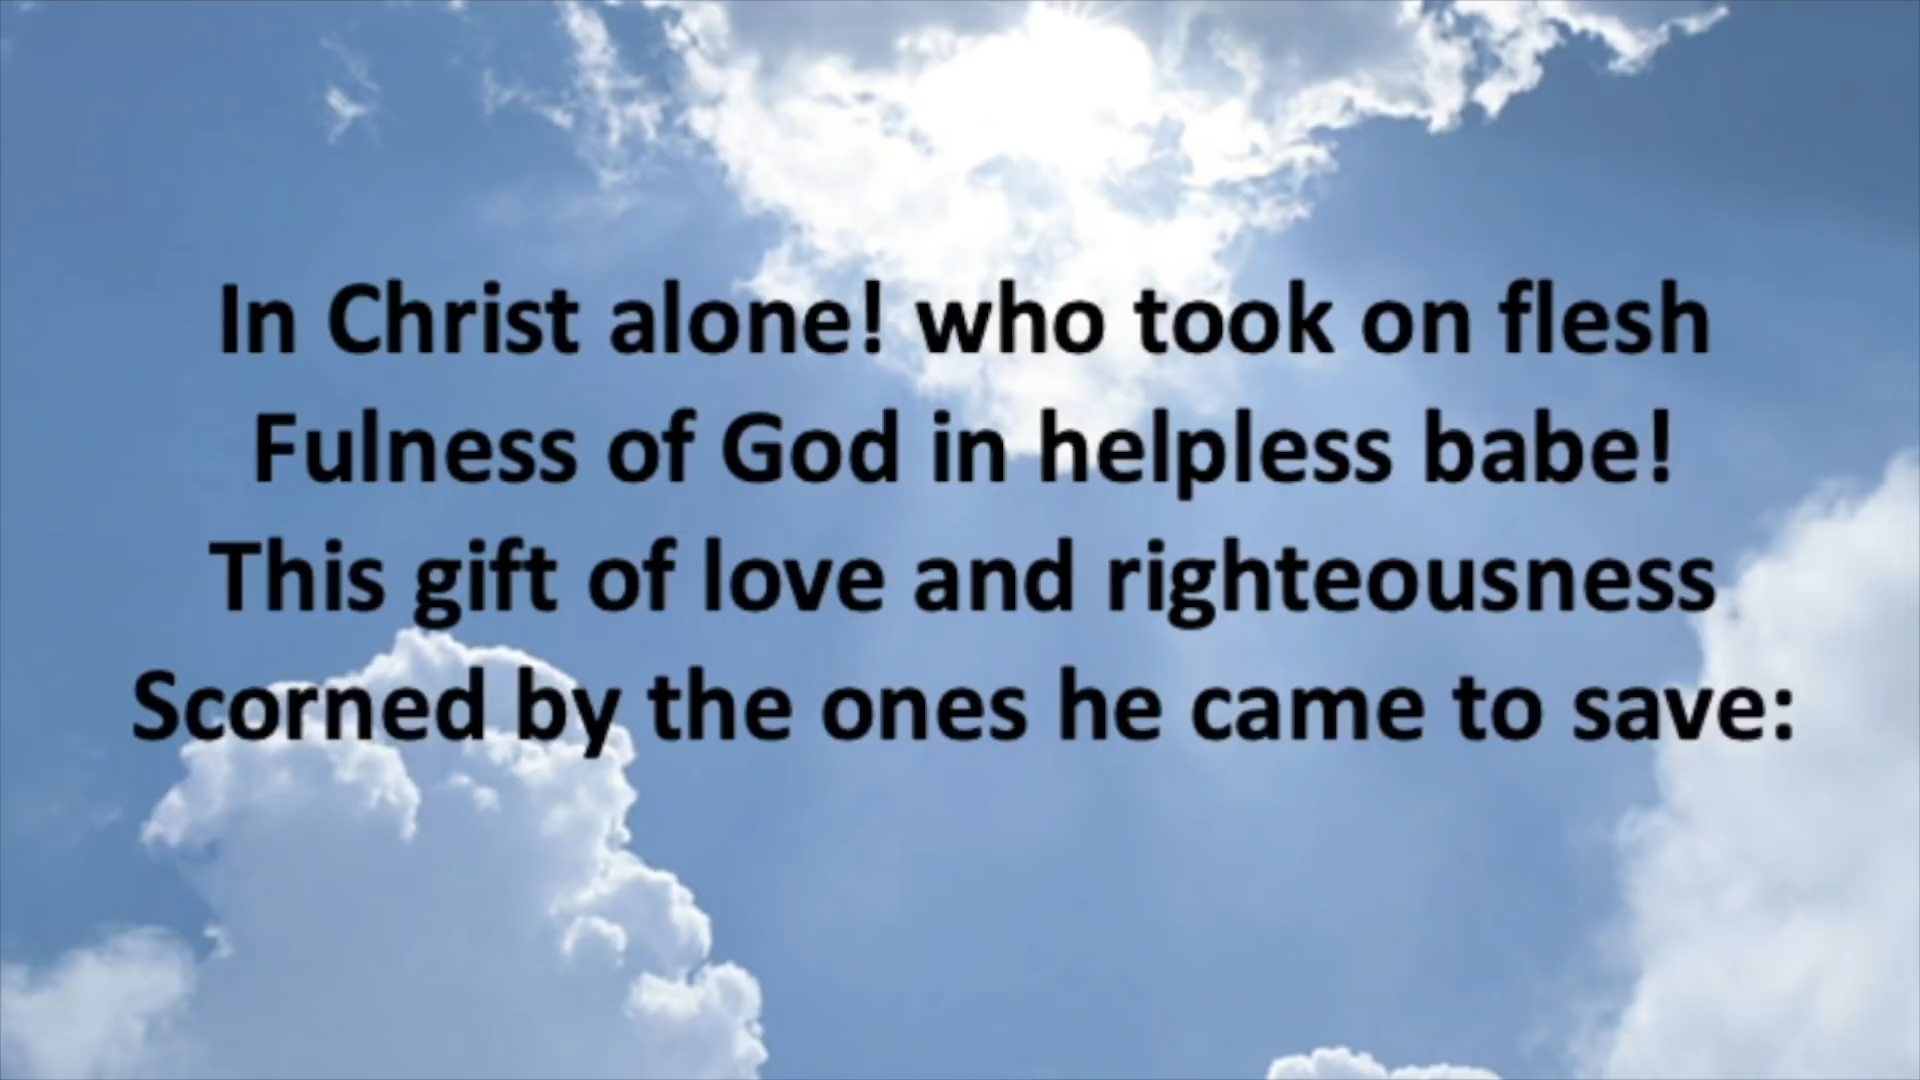 In Christ alone! who took on flesh
Fulness of God in helpless babe!
This gift of love and righteousness
Scorned by the ones he came to save: